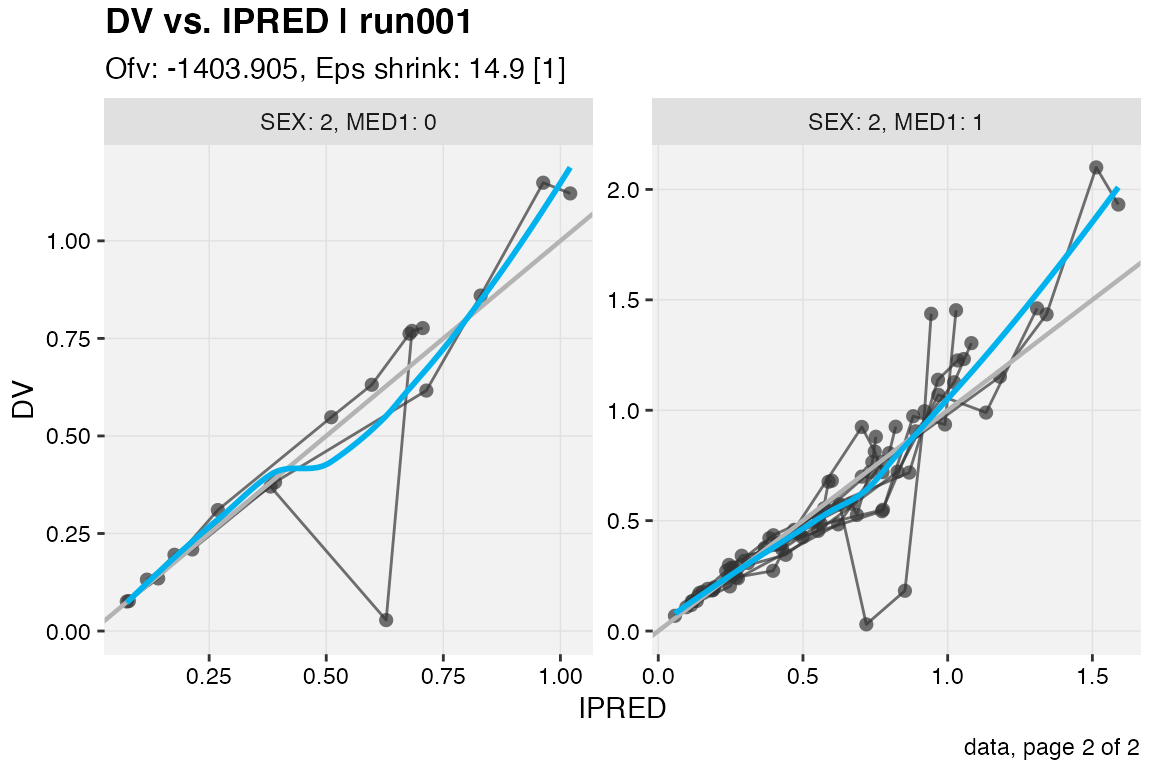 DV vs. IPRED | run001
Ofv: -1403.905, Eps shrink: 14.9 [1]
SEX: 2, MED1: 0
SEX: 2, MED1: 1
DV
1.00
0.75
0.50
0.25
0.00
2.0
1.5
1.0
0.5
0.0
0.25 0.50 0.75 1.00
0.0 0.5 1.0 1.5
IPRED
data, page 2 of 2